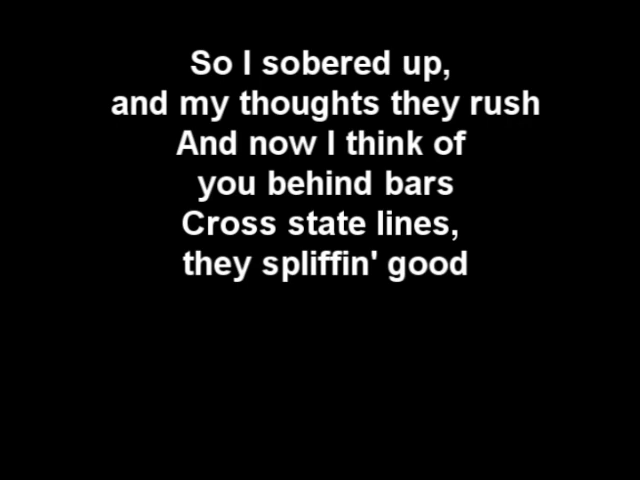 So I sobered up,
and my thoughts they rush
And now I think of
you behind bars
Cross state lines,
they spliffin' good